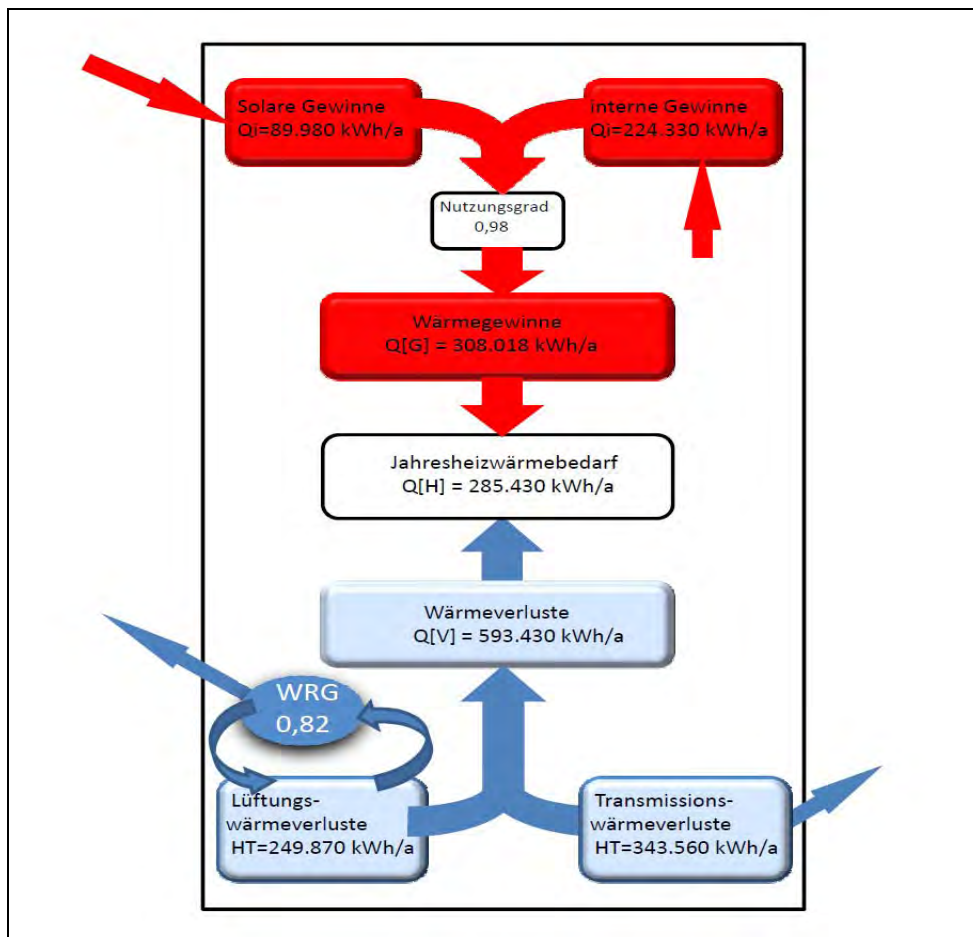 Solare Gewinne
Qi=89.980 kWh/a
interne Gewinne
Qi=224.330 kWh/a
Nutzungsgrad
0,98
Wärmegewinne
Q[G] = 308.018 kWh/a
Jahresheizwärmebedarf
Q[H] = 285.430 kWh/a
Wärmeverluste
Q[V] = 593.430 kWh/a
WRG
0,82
Lüftungs-
wärmeverluste
HT=249.870 kWh/a
Transmissions-
wärmeverluste
HT=343.560 kWh/a